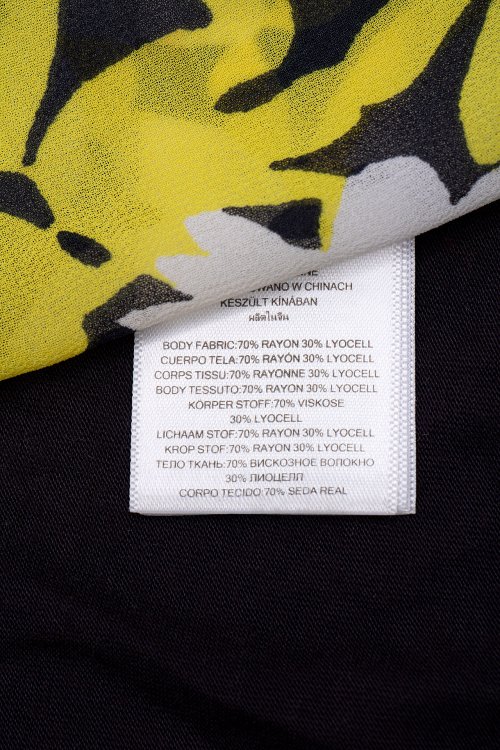 WANO W CHINACH
KÉSZÜLT KÍNÁBAN
ผลิตในจีน
BODY FABRIC:70% RAYON 30% LYOCELL
CUERPO TELA:70% RAYÓN 30% LYOCELL
CORPS TISSU:70% RAYONNE 30% LYOCELL
BODY TESSUTO:70% RAYON 30% LYOCELL
KÖRPER STOFF:70% VISKOSE
30% LYOCELL
LICHAAM STOF:70% RAYON 30% LYOCELL
KROP STOF:70% RAYON 30% LYOCELL
ТЕЛО ТКАНЬ:70% ВИСКОЗНОЕ ВОЛОКНО
30% ЛИОЦЕЛЛ
CORPO TECIDO:70% SEDA REAL